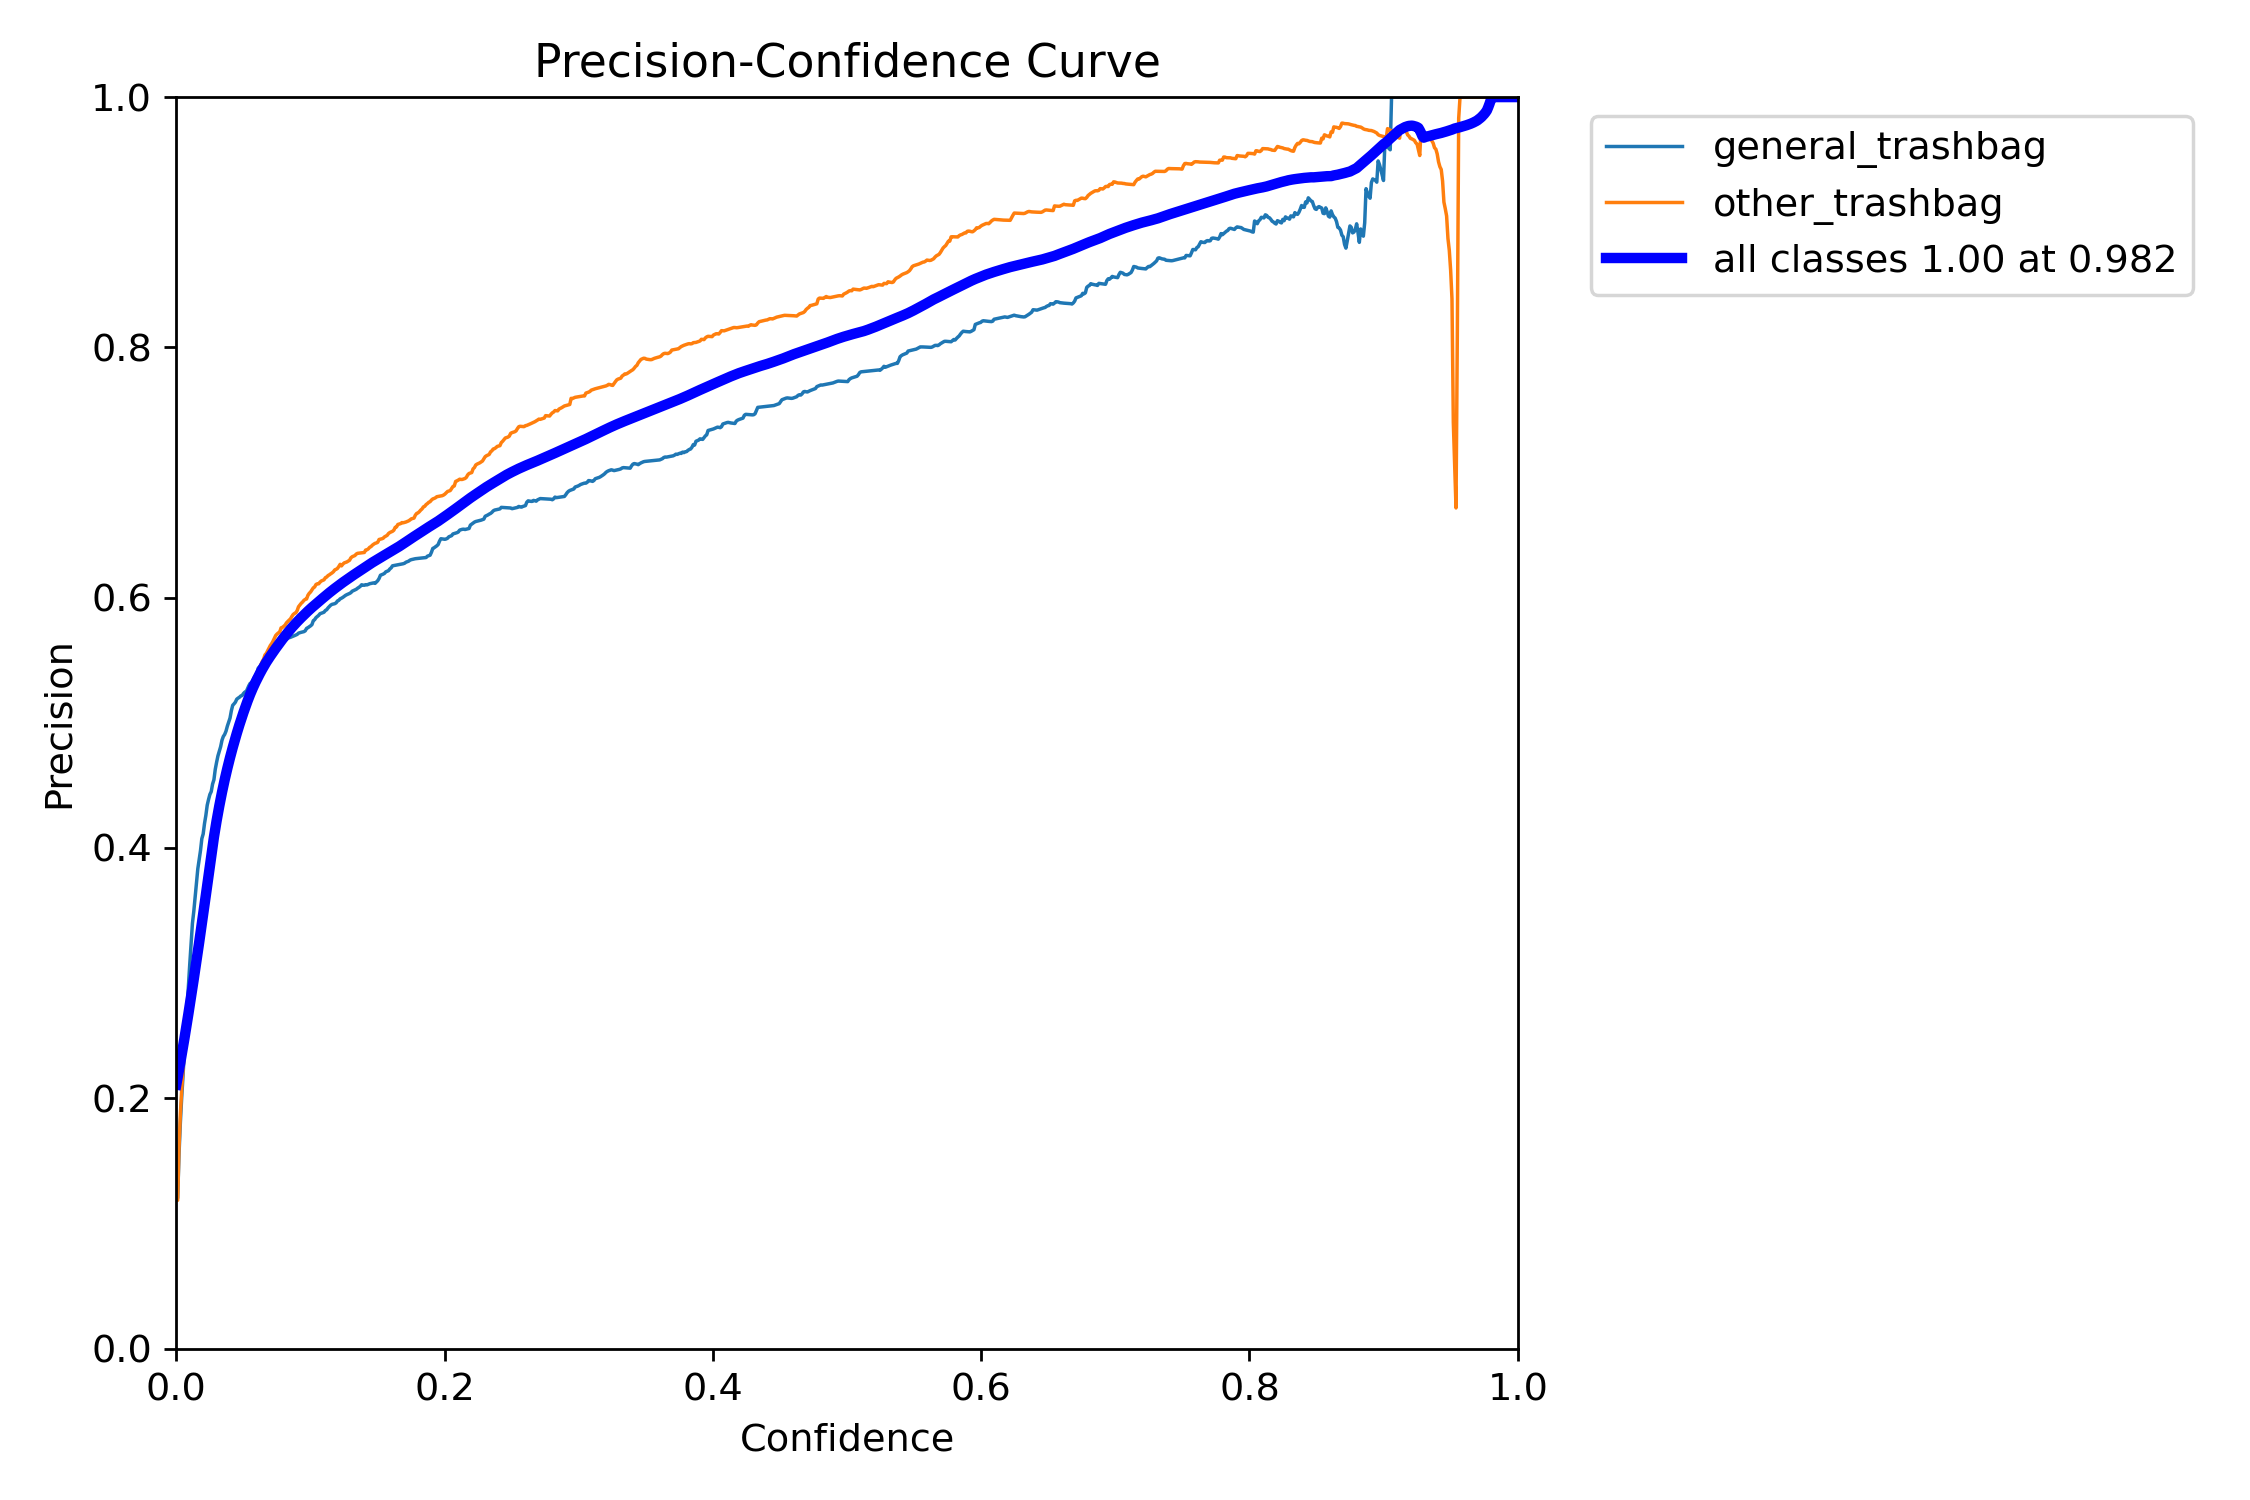 Precision-Confidence Curve
1.0
0.8
0.6
0.4
0.2
0.0
Precision
0.0 0.2 0.4 0.6 0.8 1.0
Confidence
general_trashbag
other_trashbag
all classes 1.00 at 0.982